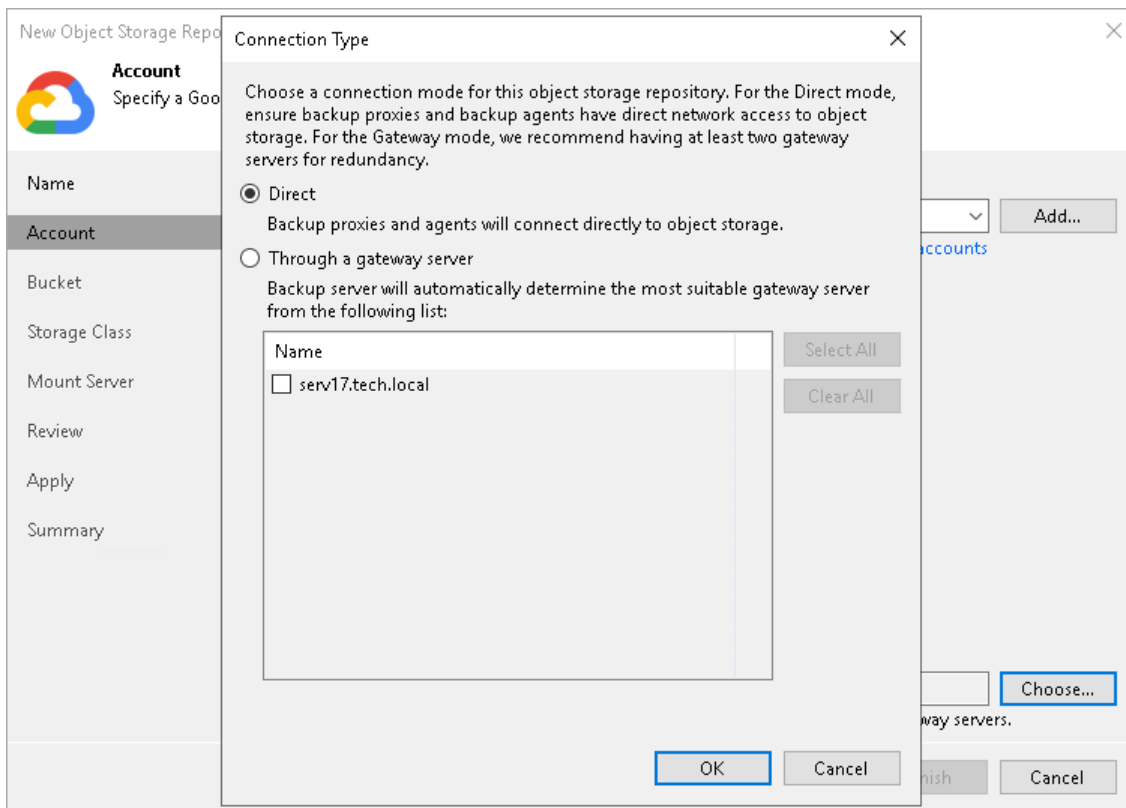 New Object Storage Repo
Account
Specify a Goo
Name
Account
Bucket
Storage Class
Mount Server
Review
Apply
Summary
Connection Type
Choose a connection mode for this object storage repository. For the Direct mode,
ensure backup proxies and backup agents have direct network access to object
storage. For the Gateway mode, we recommend having at least two gateway
servers for redundancy.
Direct
Backup proxies and agents will connect directly to object storage.
Through a gateway server
Backup server will automatically determine the most suitable gateway server
from the following list:
Name
serv17.tech.local
Select All
Clear All
OK
Cancel
Add...
accounts
Choose...
way servers.
nish
Cancel